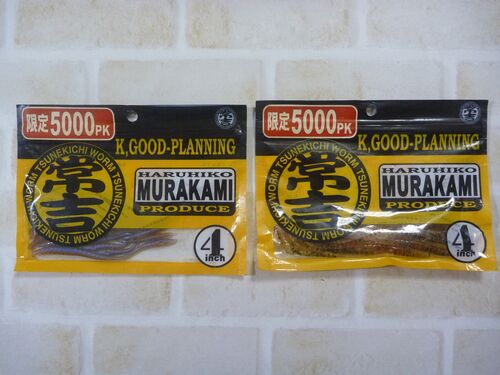 限定5000PK
K,GOOD-PLANNING
TSUNEKICHI WORM TSUNEKICHI WORM
常吉
HARUHIKO
MURAKAMI
PRODUCE
4
inch
限定5000PK
K,GOOD-PLANNING
TSUNEKICHI WORM
常吉
HARUHIKO
MURAKAMI
PRODUCE
4
inch